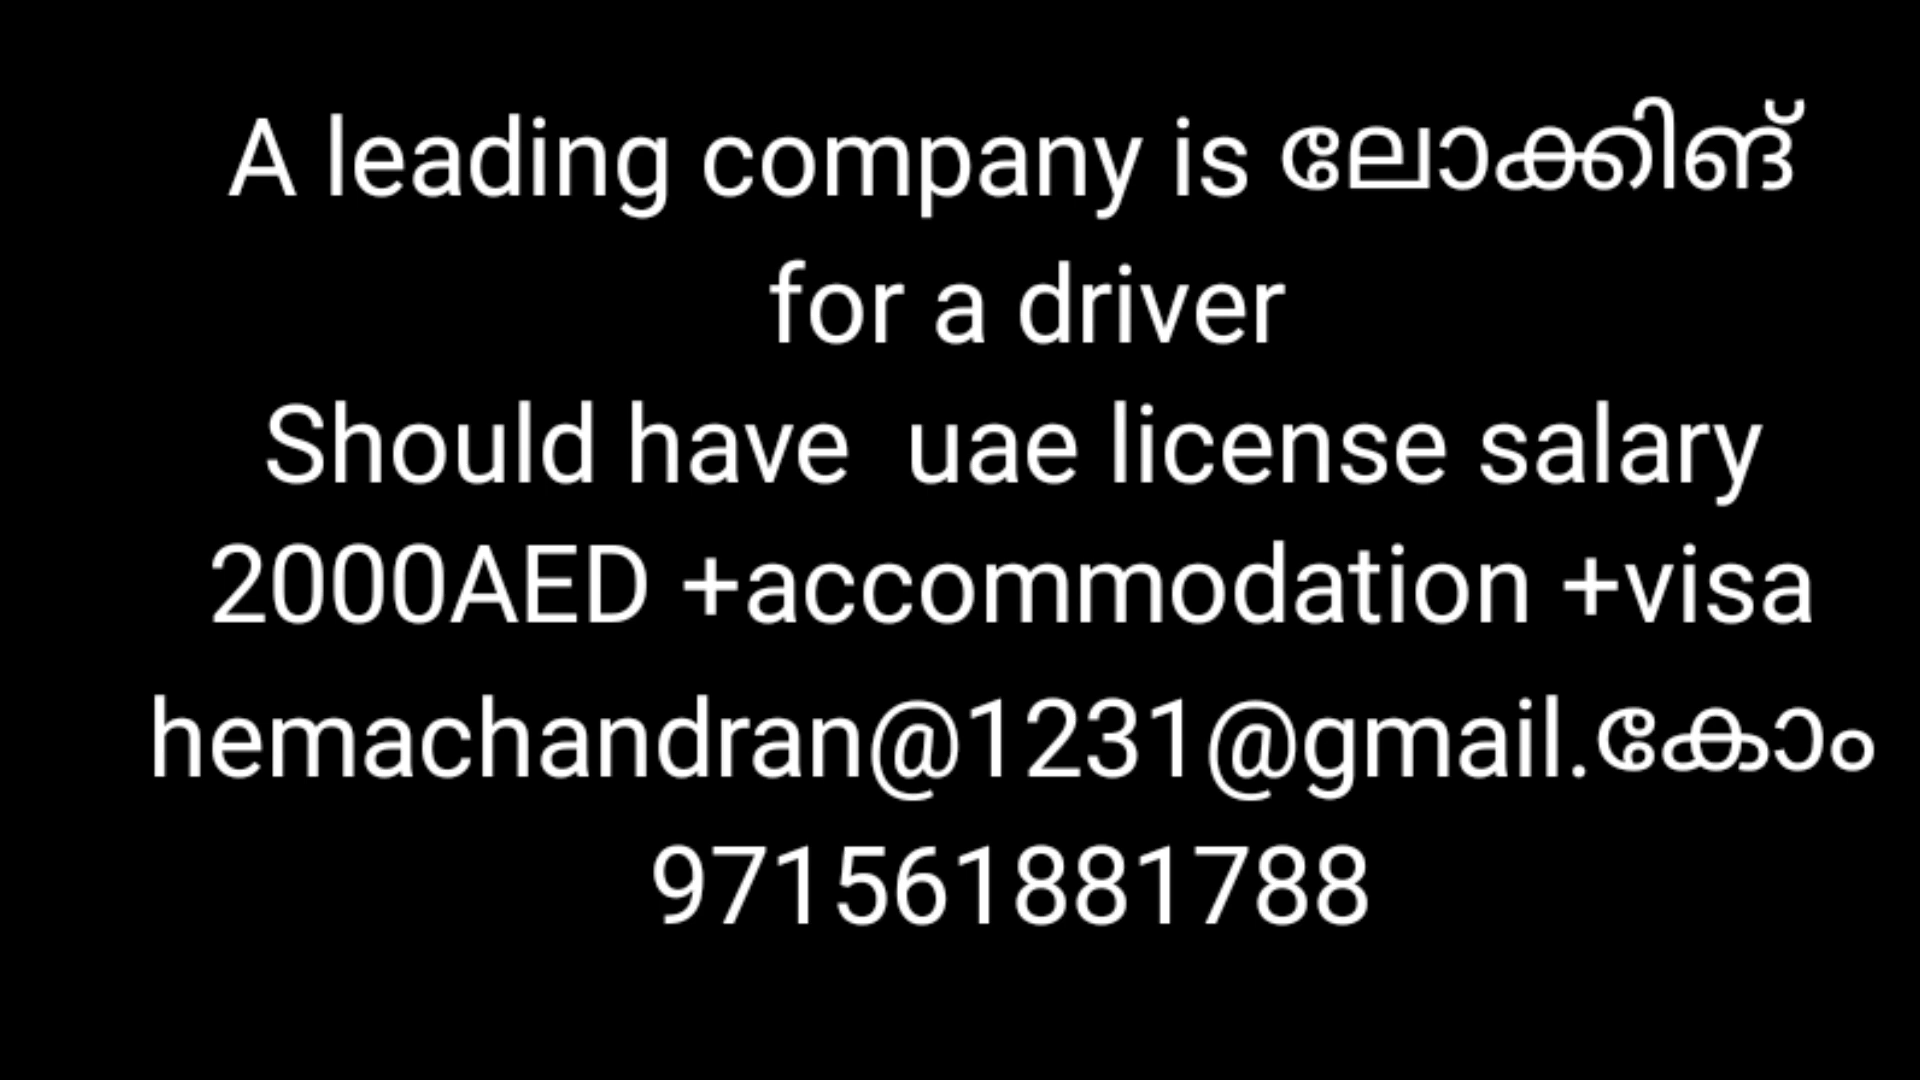 A leading company is ലോക്കിങ്
for a driver
Should have  uae license salary
2000AED +accommodation +visa
hemachandran@1231@gmail.കോം
971561881788